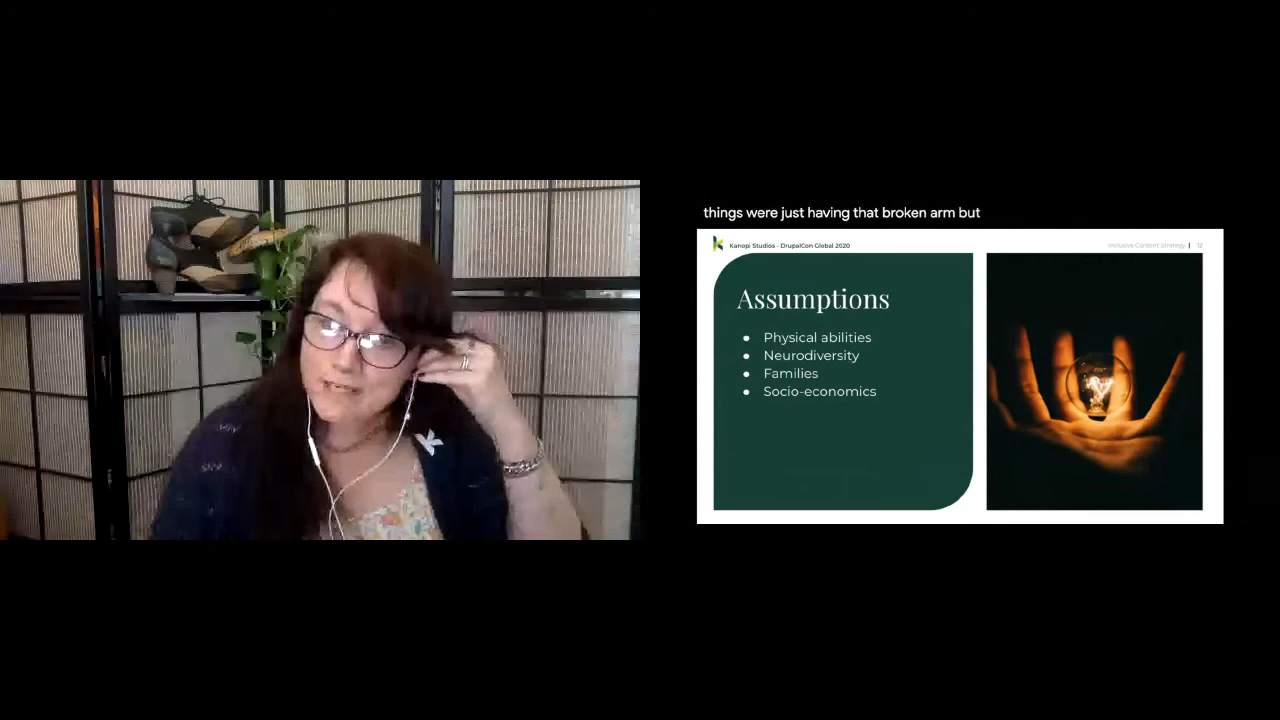 things were just having that broken arm but
Kanopi Studios - DrupalCon Global 2020
Inclusive Content Strategy | 12
Assumptions
● Physical abilities
● Neurodiversity
● Families
● Socio-economics